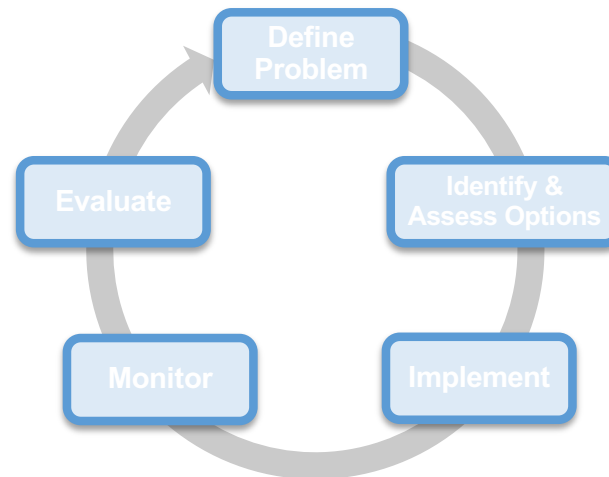 Define
Problem
Identify &
Assess Options
Implement
Monitor
Evaluate